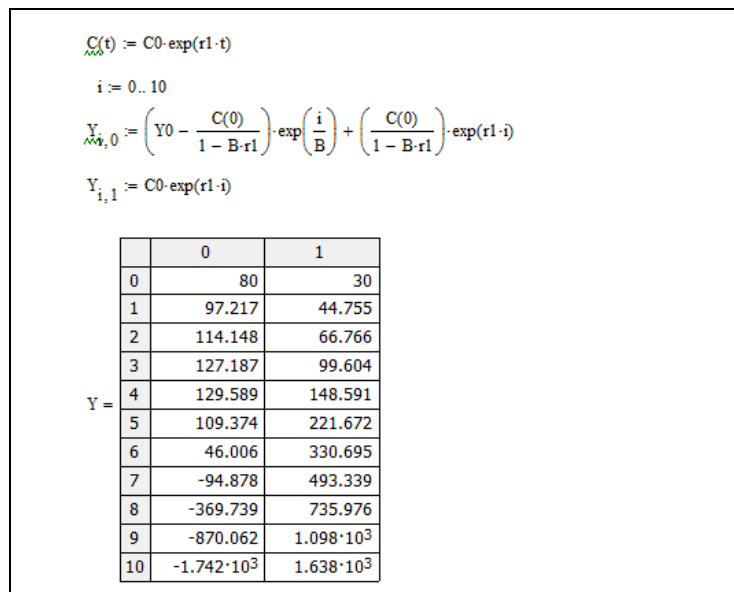 C(t) := C0·exp(r1·t)
i := 0.. 10
Y_{i, 0} := (Y0 − C(0)/(1 − B·r1))·exp(i/B) + (C(0)/(1 − B·r1))·exp(r1·i)
Y_{i, 1} := C0·exp(r1·i)
Y =
0 1
0 80 30
1 97.217 44.755
2 114.148 66.766
3 127.187 99.604
4 129.589 148.591
5 109.374 221.672
6 46.006 330.695
7 -94.878 493.339
8 -369.739 735.976
9 -870.062 1.098·10³
10 -1.742·10³ 1.638·10³